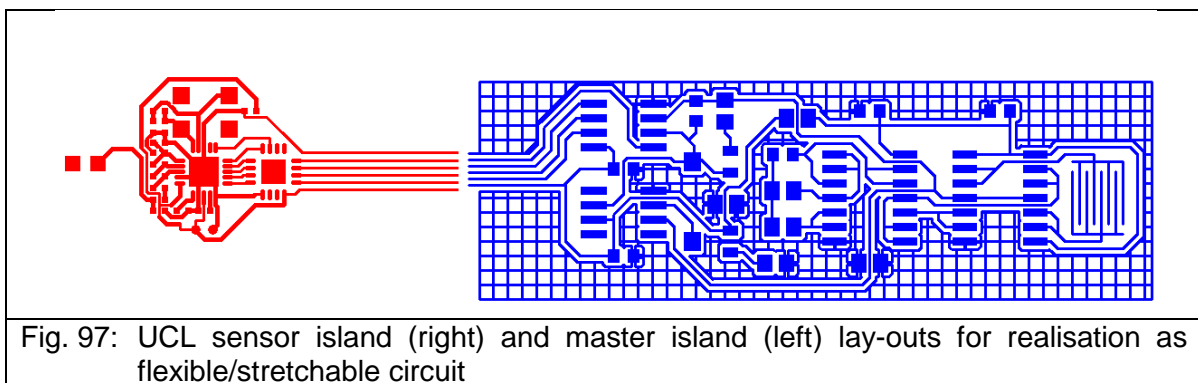 Fig. 97: UCL sensor island (right) and master island (left) lay-outs for realisation as
flexible/stretchable circuit